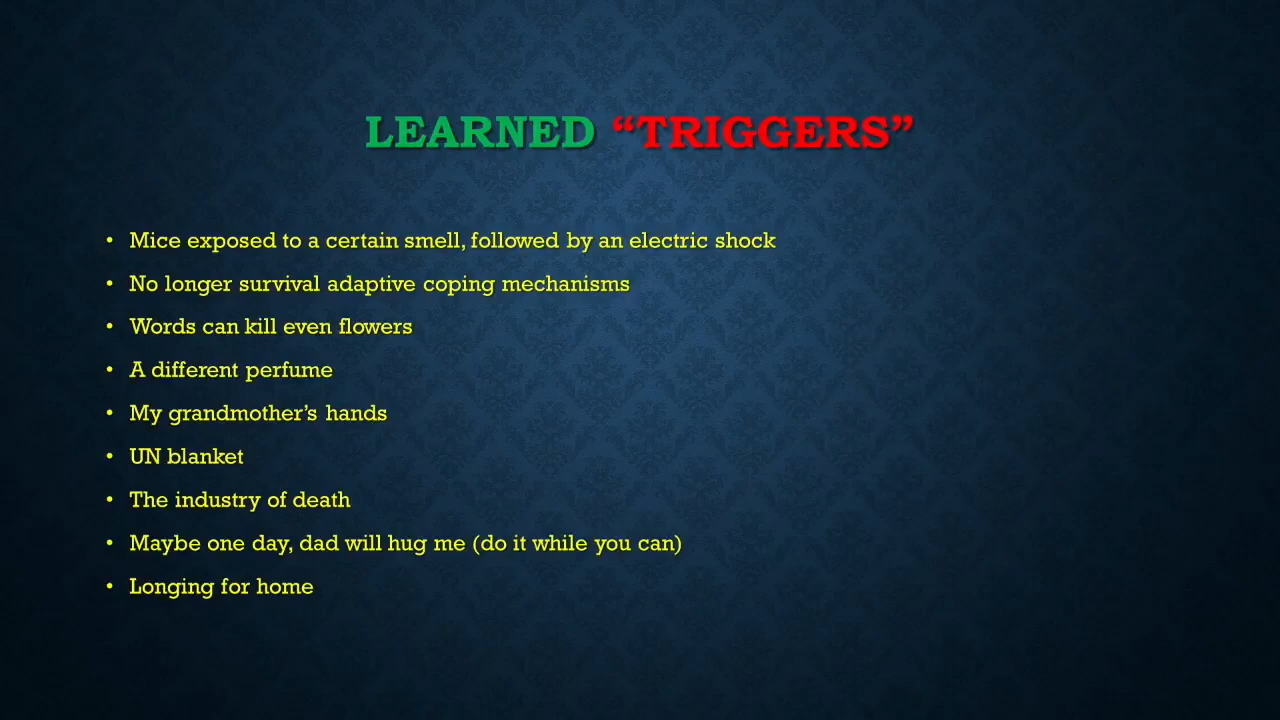 LEARNED “TRIGGERS”
• Mice exposed to a certain smell, followed by an electric shock
• No longer survival adaptive coping mechanisms
• Words can kill even flowers
• A different perfume
• My grandmother’s hands
• UN blanket
• The industry of death
• Maybe one day, dad will hug me (do it while you can)
• Longing for home